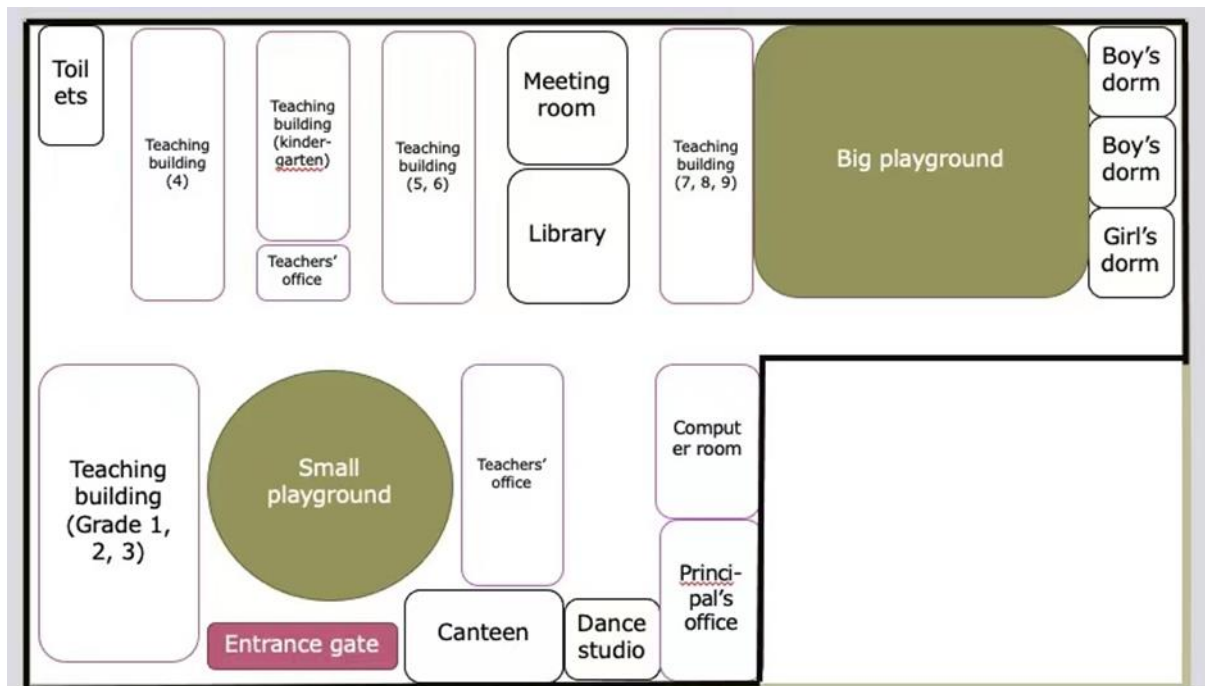 Toil
ets
Teaching
building
(4)
Teaching
building
(kinder-
garten)
Teachers’
office
Teaching
building
(5, 6)
Meeting
room
Library
Teaching
building
(7, 8, 9)
Big playground
Boy’s
dorm
Boy’s
dorm
Girl’s
dorm
Teaching
building
(Grade 1,
2, 3)
Small
playground
Teachers’
office
Comput
er room
Princi-
pal’s
office
Entrance gate
Canteen
Dance
studio